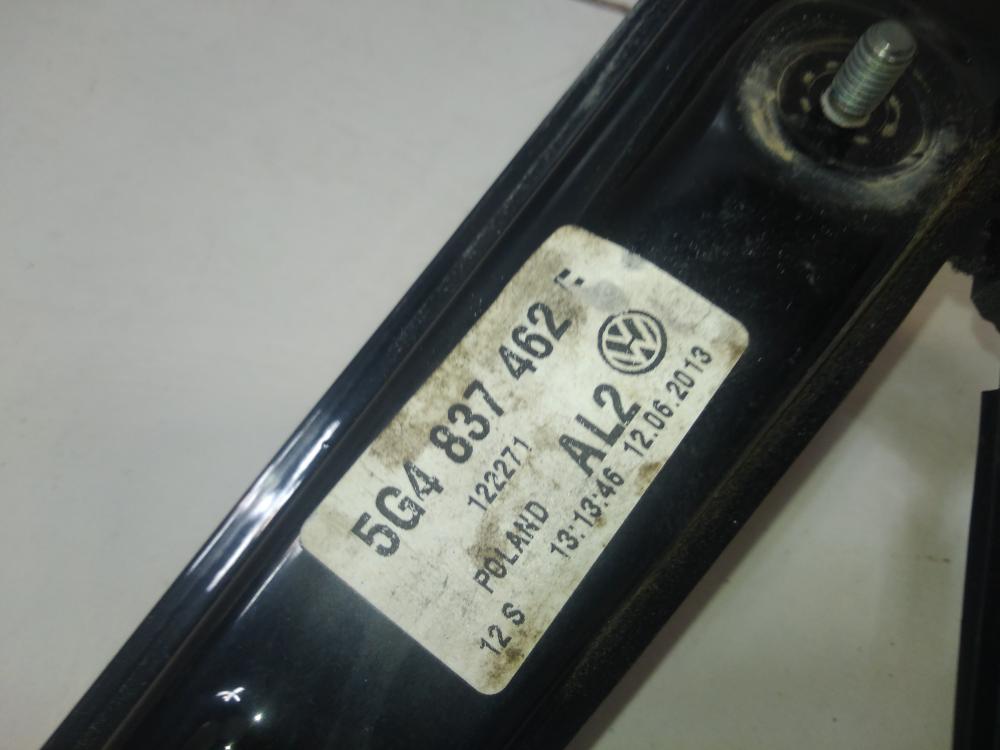 5G4 837 462
122271
POLAND AL2
12 S 13:13:46 12.06.2013